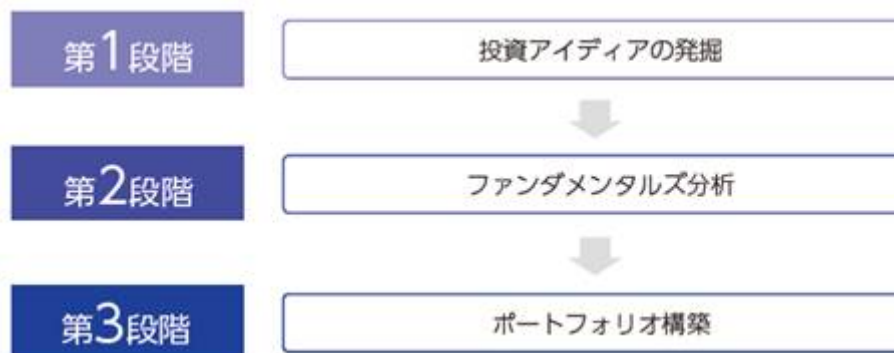 第1段階
投資アイディアの発掘
第2段階
ファンダメンタルズ分析
第3段階
ポートフォリオ構築